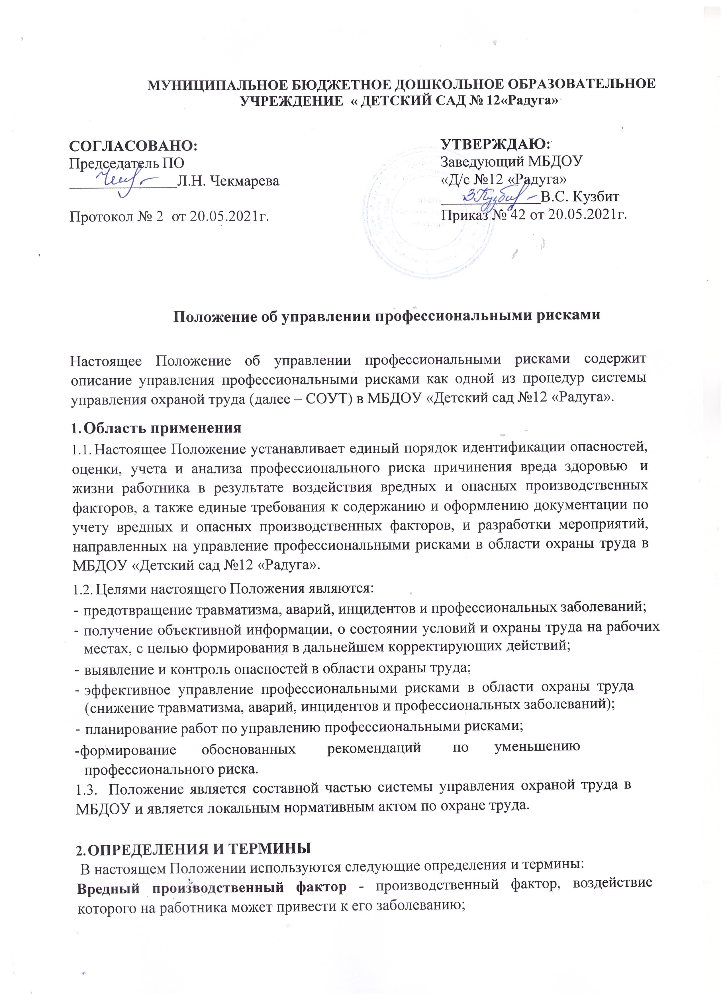 МУНИЦИПАЛЬНОЕ БЮДЖЕТНОЕ ДОШКОЛЬНОЕ ОБРАЗОВАТЕЛЬНОЕ
УЧРЕЖДЕНИЕ « ДЕТСКИЙ САД № 12«Радуга»
СОГЛАСОВАНО:
Председатель ПО
______________Л.Н. Чекмарева
Протокол № 2 от 20.05.2021г.
УТВЕРЖДАЮ:
Заведующий МБДОУ
«Д/с №12 «Радуга»
_____________В.С. Кузбит
Приказ № 42 от 20.05.2021г.
МБДОУ
Положение об управлении профессиональными рисками
Настоящее Положение об управлении профессиональными рисками содержит
описание управления профессиональными рисками как одной из процедур системы
управления охраной труда (далее – СОУТ) в МБДОУ «Детский сад №12 «Радуга».
1. Область применения
1.1. Настоящее Положение устанавливает единый порядок идентификации опасностей,
оценки, учета и анализа профессионального риска причинения вреда здоровью и
жизни работника в результате воздействия вредных и опасных производственных
факторов, а также единые требования к содержанию и оформлению документации по
учету вредных и опасных производственных факторов, и разработки мероприятий,
направленных на управление профессиональными рисками в области охраны труда в
МБДОУ «Детский сад №12 «Радуга».
1.2. Целями настоящего Положения являются:
- предотвращение травматизма, аварий, инцидентов и профессиональных заболеваний;
- получение объективной информации, о состоянии условий и охраны труда на рабочих
местах, с целью формирования в дальнейшем корректирующих действий;
- выявление и контроль опасностей в области охраны труда;
- эффективное управление профессиональными рисками в области охраны труда
(снижение травматизма, аварий, инцидентов и профессиональных заболеваний);
- планирование работ по управлению профессиональными рисками;
-формирование обоснованных рекомендаций по уменьшению
профессионального риска.
1.3. Положение является составной частью системы управления охраной труда в
МБДОУ и является локальным нормативным актом по охране труда.
2. ОПРЕДЕЛЕНИЯ И ТЕРМИНЫ
В настоящем Положении используются следующие определения и термины:
Вредный производственный фактор - производственный фактор, воздействие
которого на работника может привести к его заболеванию;